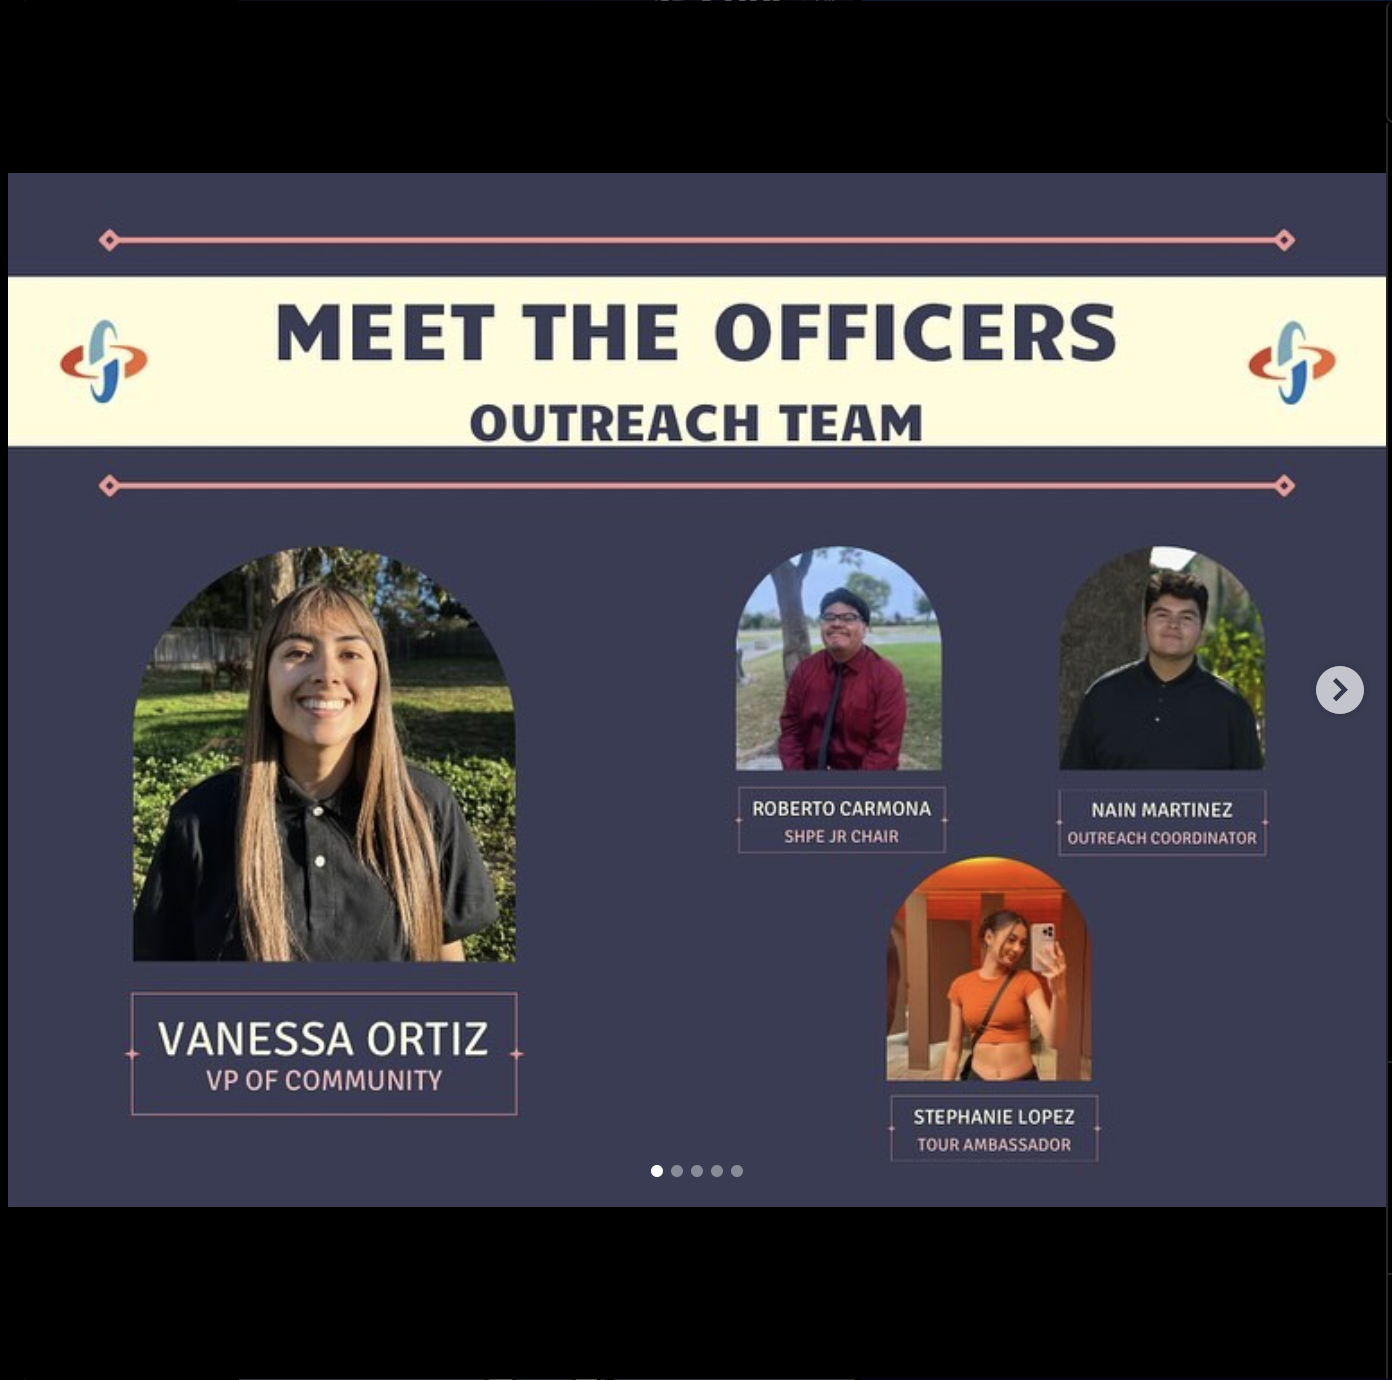 MEET THE OFFICERS
OUTREACH TEAM
VANESSA ORTIZ
VP OF COMMUNITY
ROBERTO CARMONA
SHPE JR CHAIR
NAIN MARTINEZ
OUTREACH COORDINATOR
STEPHANIE LOPEZ
TOUR AMBASSADOR